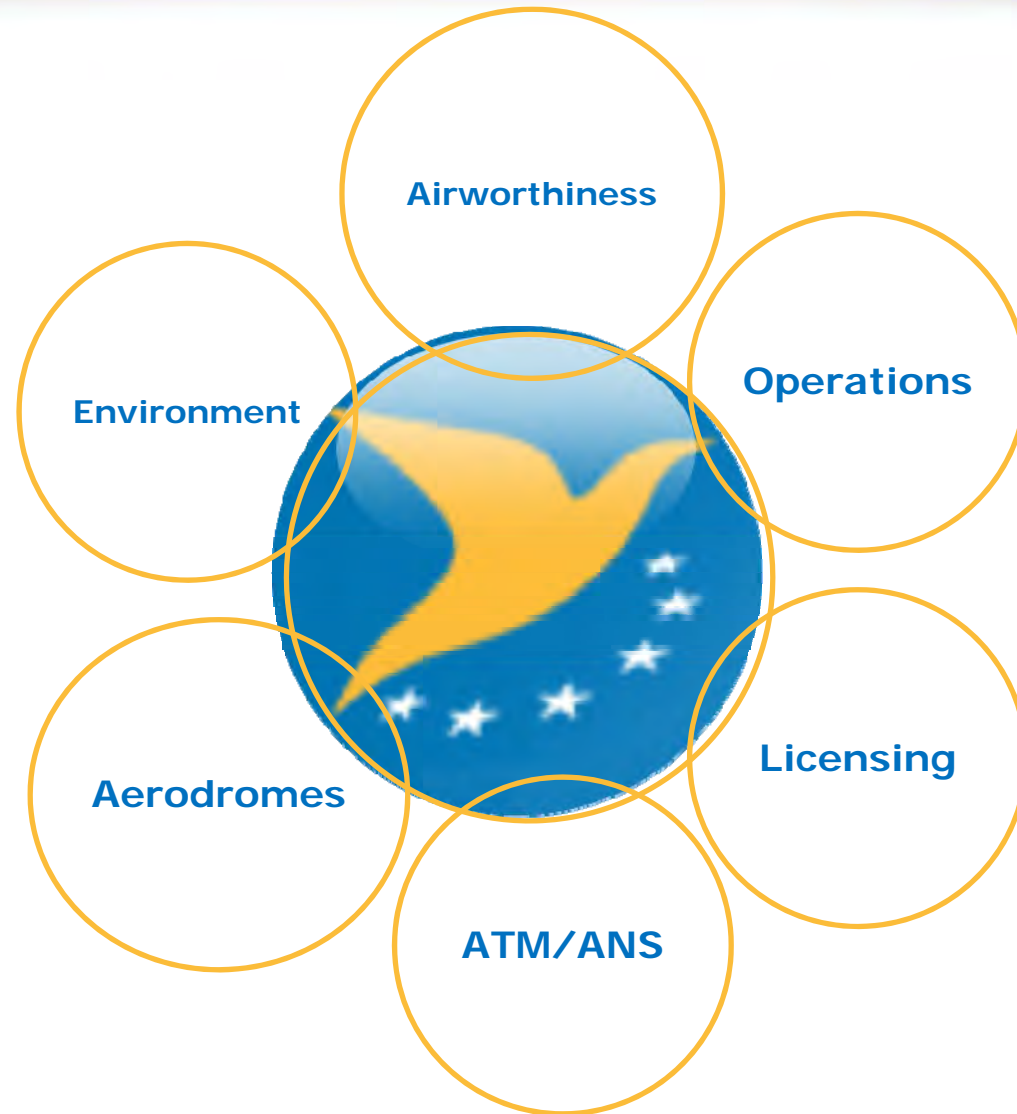 Airworthiness
Operations
Environment
Licensing
Aerodromes
ATM/ANS